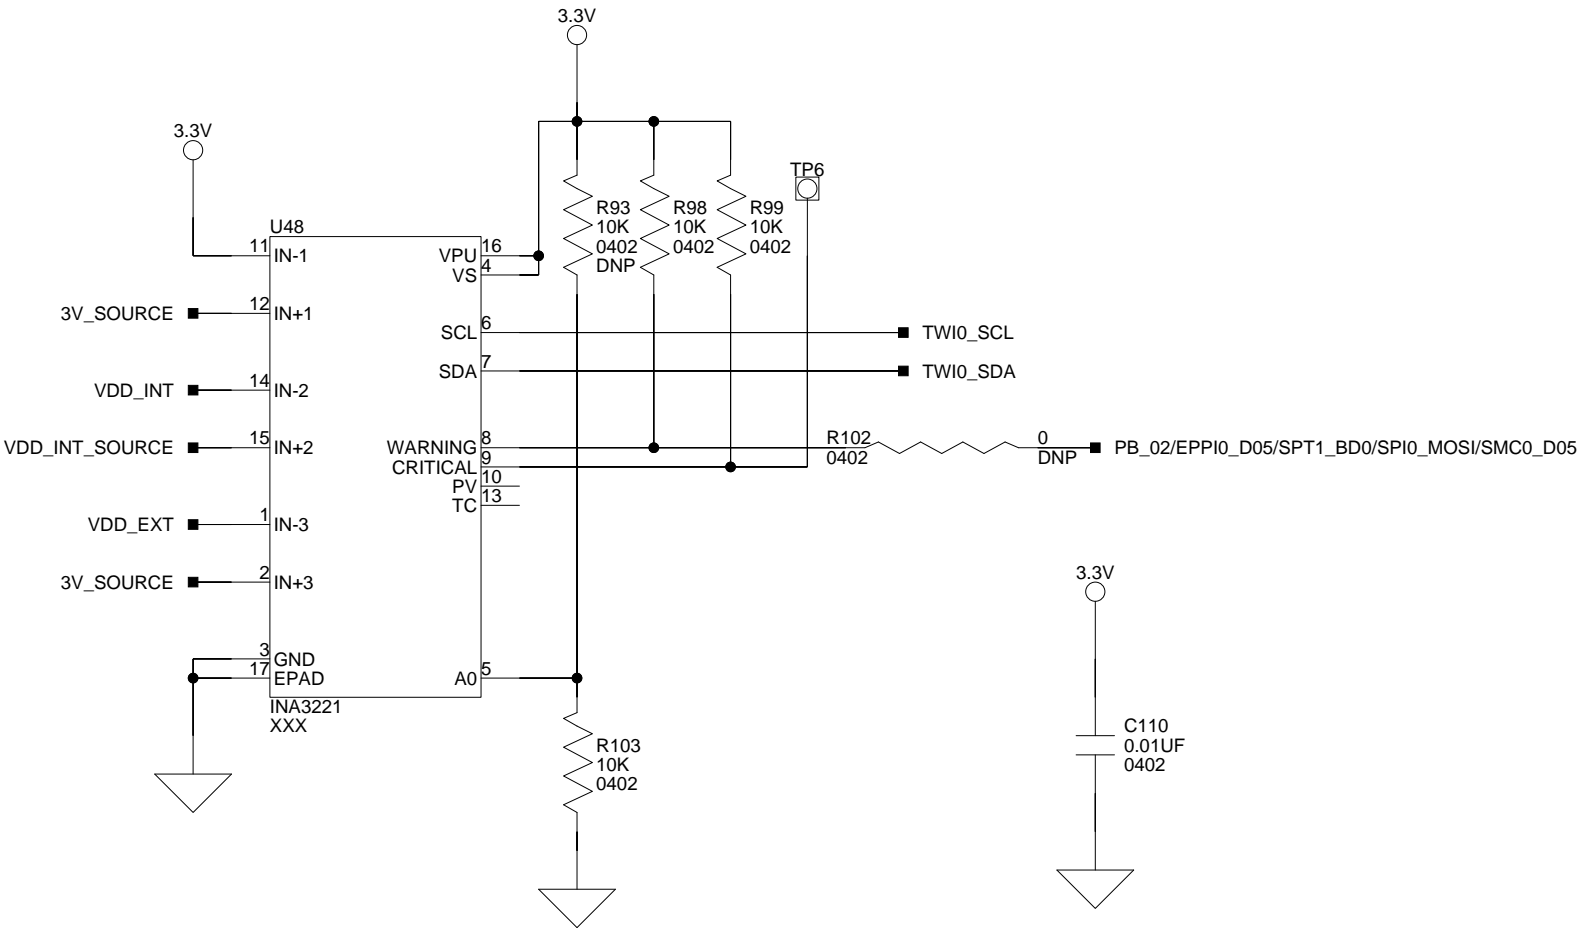 3.3V
3.3V
TP6
R93
10K
0402
DNP
R98
10K
0402
R99
10K
0402
U48
11 IN-1
12 IN+1
14 IN-2
15 IN+2
1 IN-3
2 IN+3
3 GND
17 EPAD
VPU 16
VS 4
SCL 6
SDA 7
WARNING 8
CRITICAL 9
PV 10
TC 13
A0 5
INA3221
XXX
3V_SOURCE
VDD_INT
VDD_INT_SOURCE
VDD_EXT
3V_SOURCE
TWI0_SCL
TWI0_SDA
R102
0402
0
DNP
PB_02/EPPI0_D05/SPT1_BD0/SPI0_MOSI/SMC0_D05
R103
10K
0402
3.3V
C110
0.01UF
0402